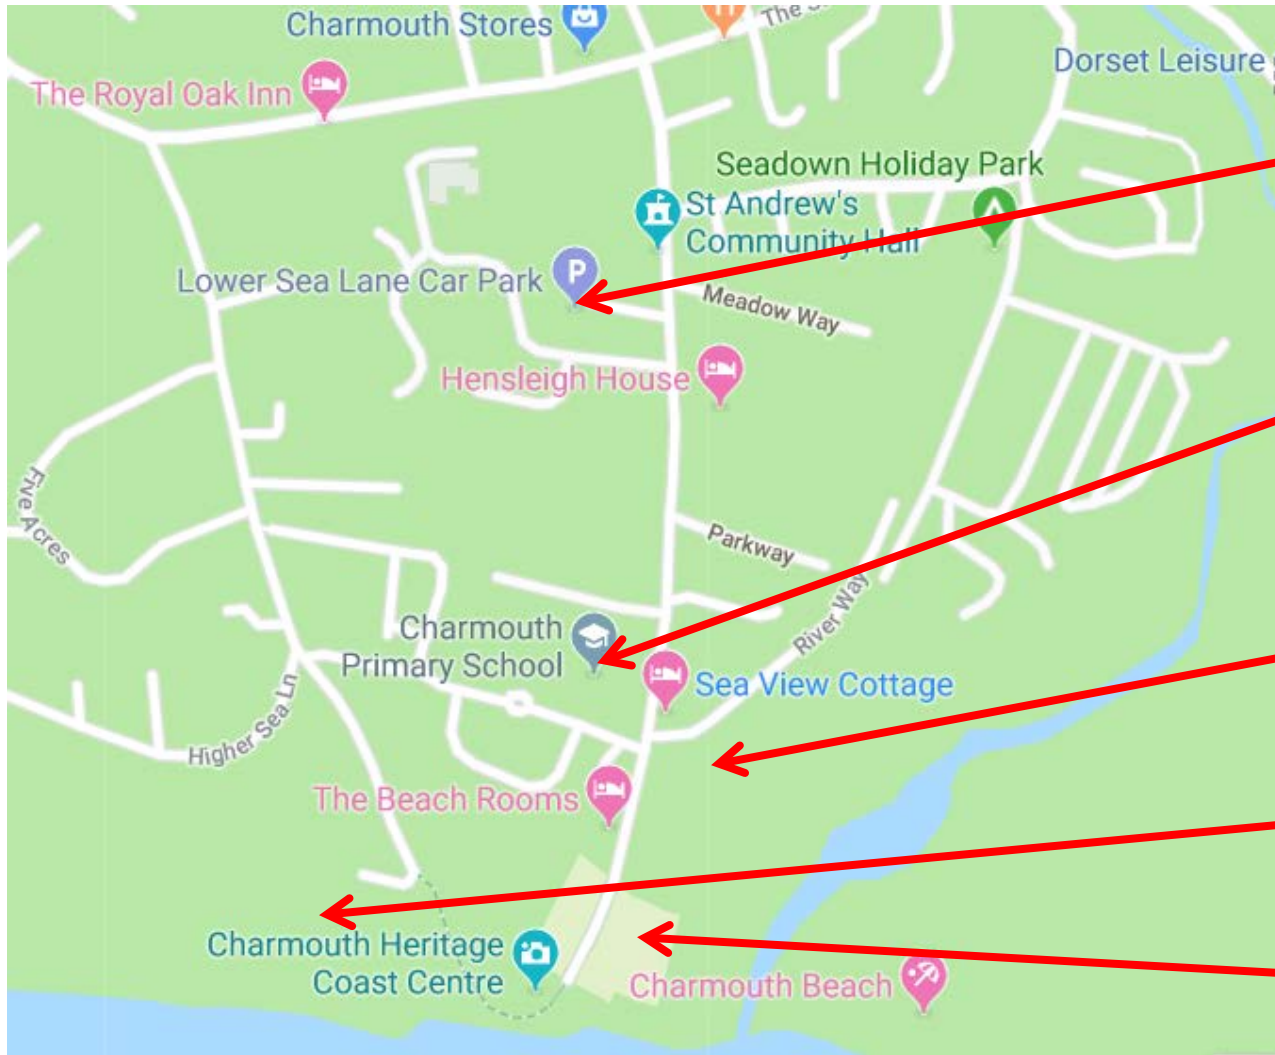 Charmouth Stores
The Royal Oak Inn
Dorset Leisure
Seadown Holiday Park
St Andrew's
Community Hall
Lower Sea Lane Car Park
P
Meadow Way
Hensleigh House
Five Acres
Parkway
River Way
Charmouth
Primary School
Sea View Cottage
Higher Sea Ln
The Beach Rooms
Charmouth Heritage
Coast Centre
Charmouth Beach